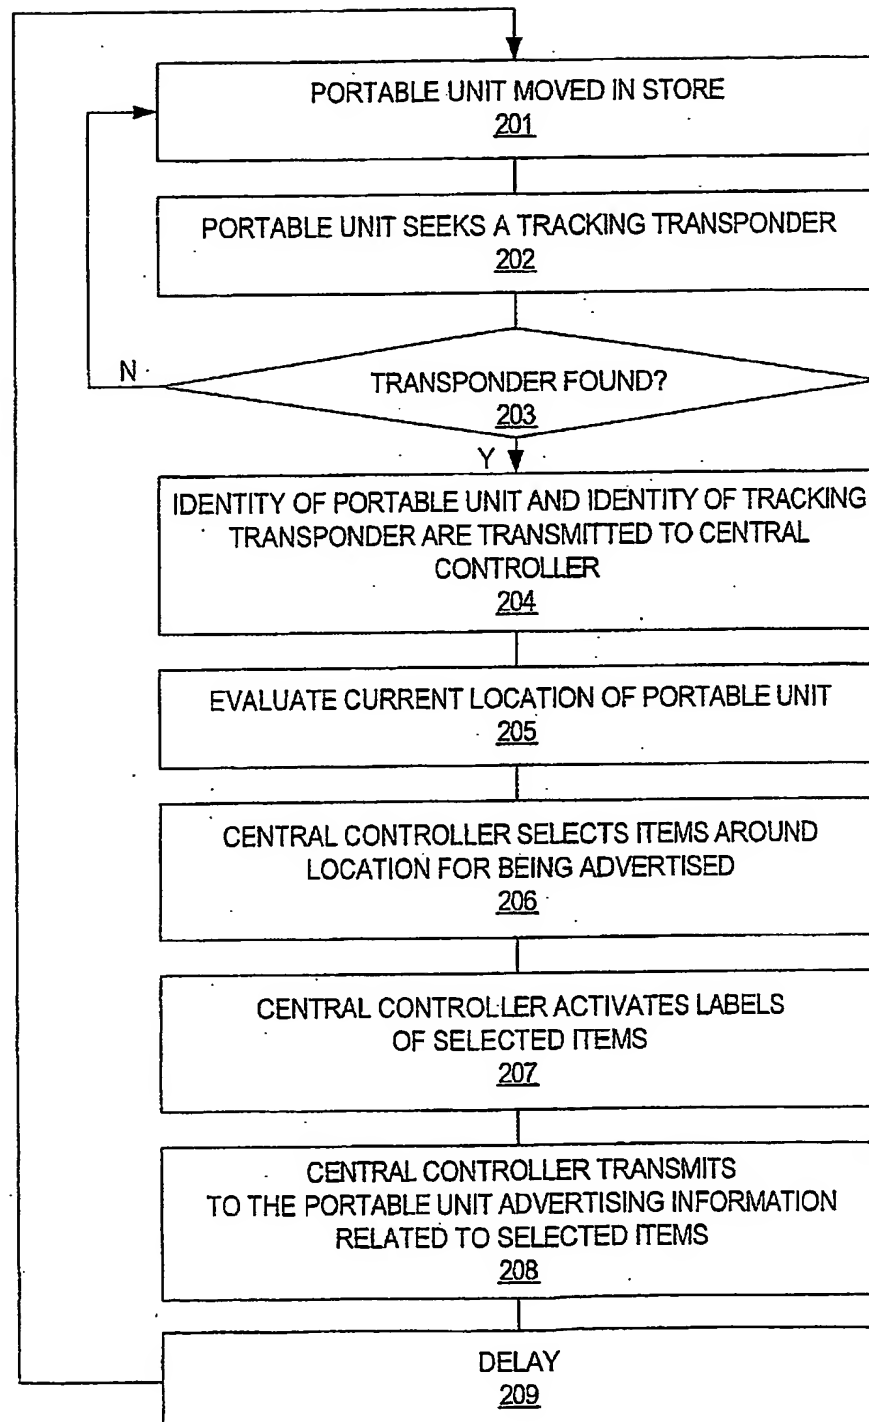 PORTABLE UNIT MOVED IN STORE
201
PORTABLE UNIT SEEKS A TRACKING TRANSPONDER
202
N
TRANSPONDER FOUND?
203
Y
IDENTITY OF PORTABLE UNIT AND IDENTITY OF TRACKING
TRANSPONDER ARE TRANSMITTED TO CENTRAL
CONTROLLER
204
EVALUATE CURRENT LOCATION OF PORTABLE UNIT
205
CENTRAL CONTROLLER SELECTS ITEMS AROUND
LOCATION FOR BEING ADVERTISED
206
CENTRAL CONTROLLER ACTIVATES LABELS
OF SELECTED ITEMS
207
CENTRAL CONTROLLER TRANSMITS
TO THE PORTABLE UNIT ADVERTISING INFORMATION
RELATED TO SELECTED ITEMS
208
DELAY
209